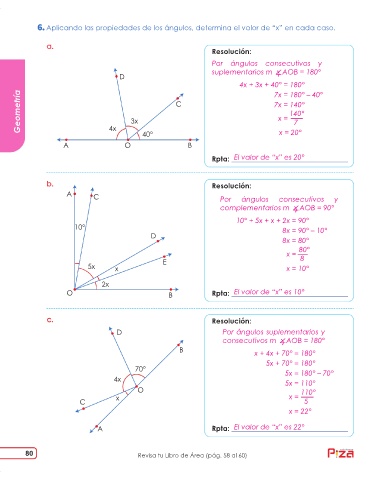 6. Aplicando las propiedades de los ángulos, determina el valor de “x” en cada caso.
Geometría
a.
D
C
3x
4x
40°
A
O
B
Resolución:
Por ángulos consecutivos y
suplementarios m ∡AOB = 180°
4x + 3x + 40° = 180°
7x = 180° – 40°
7x = 140°
x = 140°
7
x = 20°
Rpta: El valor de “x” es 20°
b.
A
C
10°
D
5x
x
E
2x
O
B
Resolución:
Por ángulos consecutivos y
complementarios m ∡AOB = 90°
10° + 5x + x + 2x = 90°
8x = 90° – 10°
8x = 80°
x = 80°
8
x = 10°
Rpta: El valor de “x” es 10°
c.
D
B
70°
4x
O
x
C
A
Resolución:
Por ángulos suplementarios y
consecutivos m ∡AOB = 180°
x + 4x + 70° = 180°
5x + 70° = 180°
5x = 180° – 70°
5x = 110°
x = 110°
5
x = 22°
Rpta: El valor de “x” es 22°
80
Revisa tu Libro de Área (pág. 58 al 60)
Piza